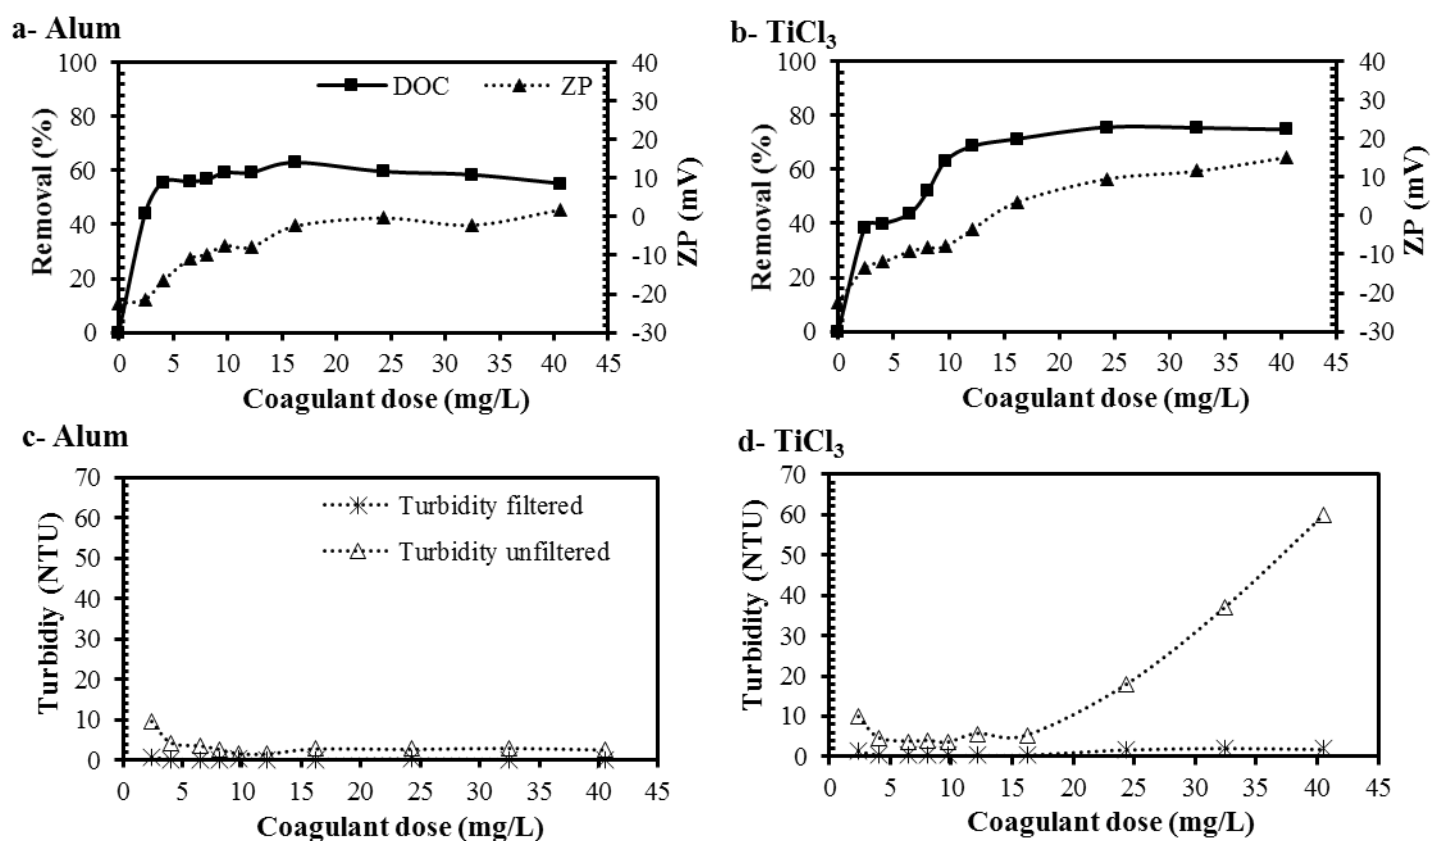 a- Alum
100
80
60
40
20
0
Removal (%)
DOC
ZP
40
30
20
10
0
-10
-20
-30
ZP (mV)
0 5 10 15 20 25 30 35 40 45
Coagulant dose (mg/L)
b- TiCl₃
100
80
60
40
20
0
Removal (%)
40
30
20
10
0
-10
-20
-30
ZP (mV)
0 5 10 15 20 25 30 35 40 45
Coagulant dose (mg/L)
c- Alum
70
60
50
40
30
20
10
0
Turbidiy (NTU)
Turbidity filtered
Turbidity unfiltered
0 5 10 15 20 25 30 35 40 45
Coagulant dose (mg/L)
d- TiCl₃
70
60
50
40
30
20
10
0
Turbidity (NTU)
0 5 10 15 20 25 30 35 40 45
Coagulant dose (mg/L)